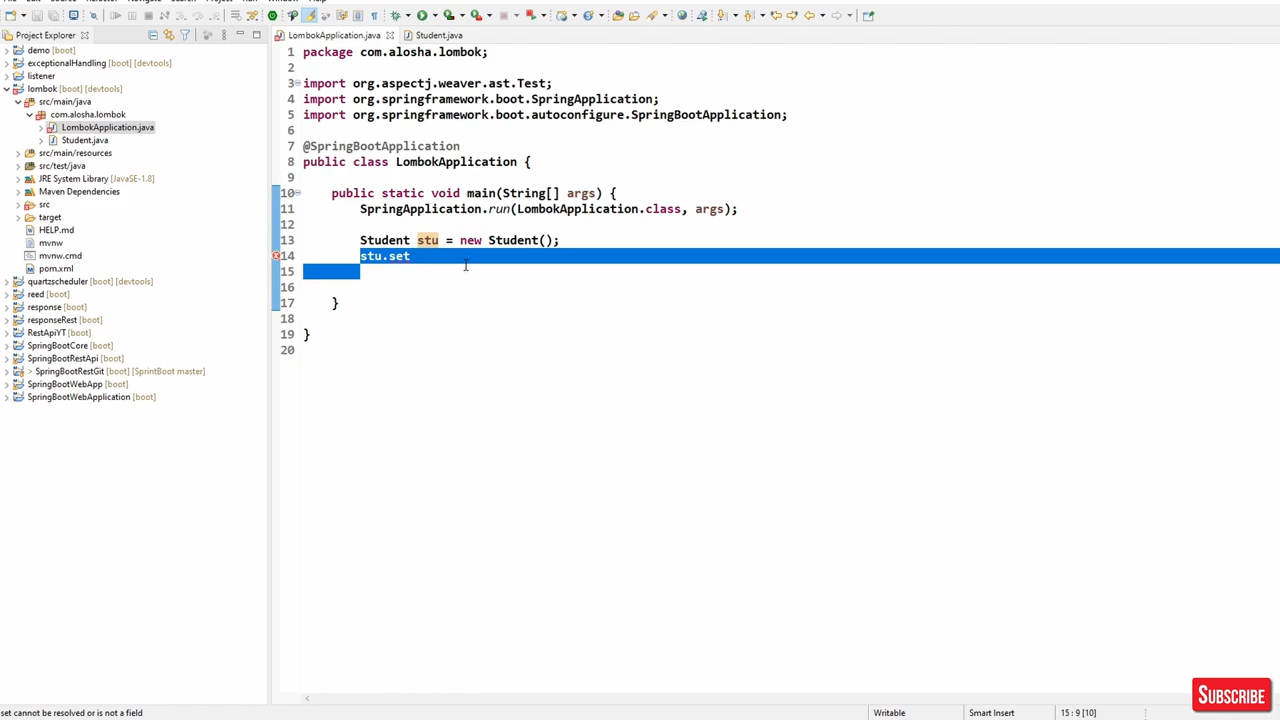 Project Explorer
LombokApplication.java
Student.java
demo [boot]
exceptionalHandling [boot] [devtools]
listener
lombok [boot] [devtools]
src/main/java
com.alosha.lombok
LombokApplication.java
Student.java
src/main/resources
src/test/java
JRE System Library [JavaSE-1.8]
Maven Dependencies
src
target
HELP.md
mvnw
mvnw.cmd
pom.xml
quartzscheduler [boot]
reed [boot]
response [boot]
responseRest [boot]
RestApiYT [boot]
SpringBootCore [boot]
SpringBootRestApi [boot]
> SpringBootRestGit [boot] [SprintBoot master]
SpringBootWebApp [boot]
SpringBootWebApplication [boot]
1 package com.alosha.lombok;
2
3 import org.aspectj.weaver.ast.Test;
4 import org.springframework.boot.SpringApplication;
5 import org.springframework.boot.autoconfigure.SpringBootApplication;
6
7 @SpringBootApplication
8 public class LombokApplication {
9
10 public static void main(String[] args) {
11 SpringApplication.run(LombokApplication.class, args);
12
13 Student stu = new Student();
14 stu.set
15
16
17 }
18
19 }
20
SUBSCRIBE
set cannot be resolved or is not a field
Writable
Smart Insert
15 : 9 [10]